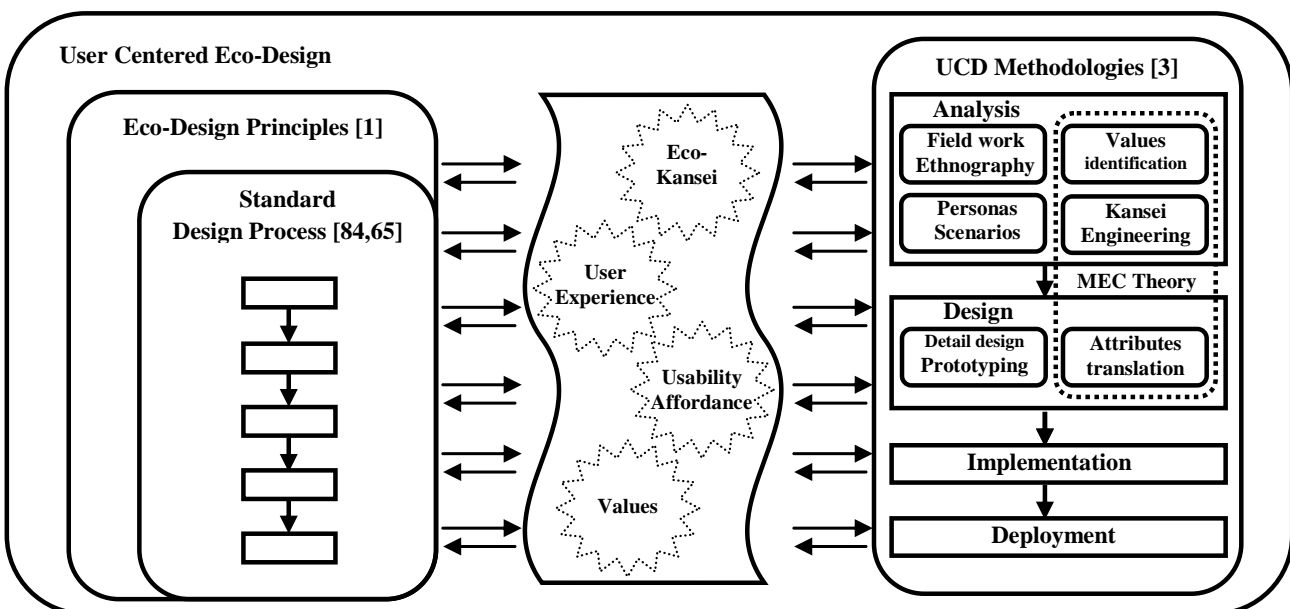 User Centered Eco-Design
Eco-Design Principles [1]
Standard
Design Process [84,65]
Eco-
Kansei
User
Experience
Usability
Affordance
Values
UCD Methodologies [3]
Analysis
Field work
Ethnography
Values
identification
Personas
Scenarios
Kansei
Engineering
MEC Theory
Design
Detail design
Prototyping
Attributes
translation
Implementation
Deployment